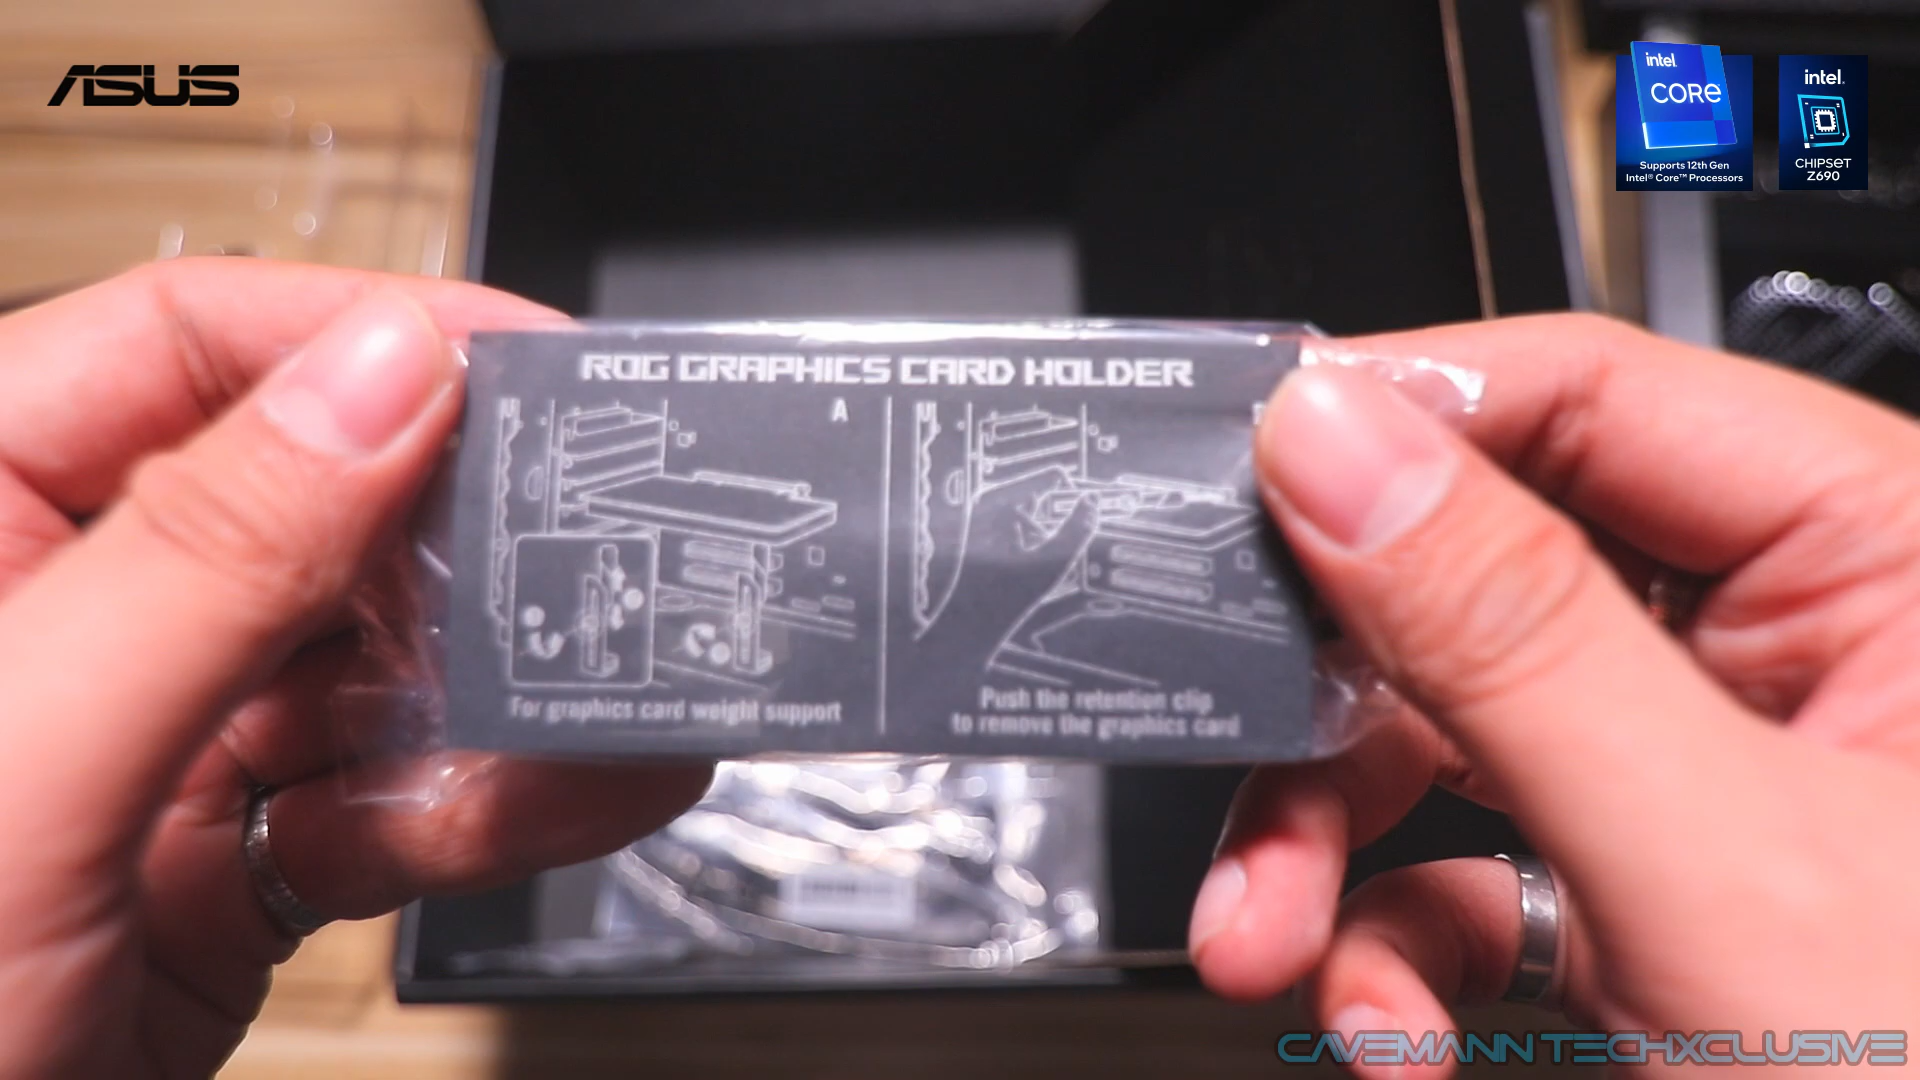 ASUS
intel
CORE
Supports 12th Gen
Intel® Core™ Processors
intel.
CHIPSET
Z690
ROG GRAPHICS CARD HOLDER
A
For graphics card weight support
Push the retention clip
to remove the graphics card
CAVEMANN TECHXCLUSIVE